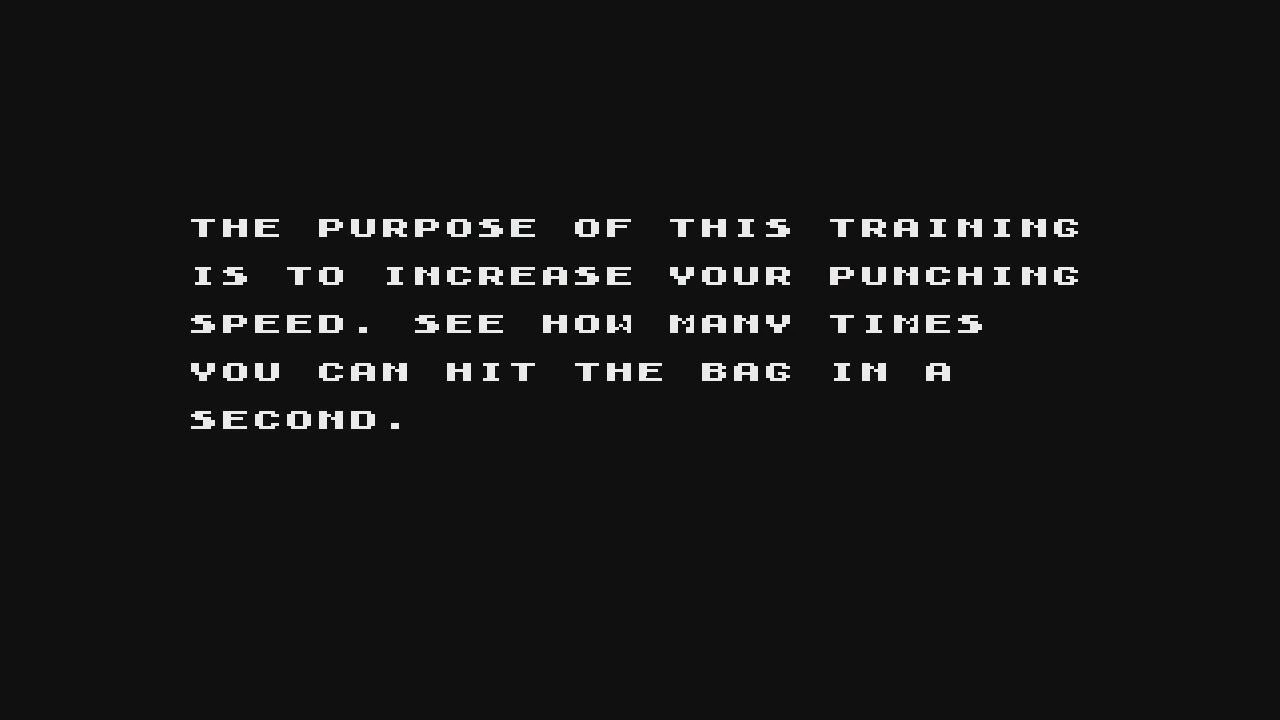 THE PURPOSE OF THIS TRAINING
IS TO INCREASE YOUR PUNCHING
SPEED. SEE HOW MANY TIMES
YOU CAN HIT THE BAG IN A
SECOND.